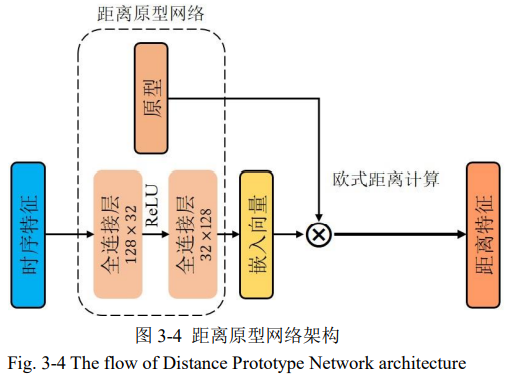 距离原型网络
原型
时序特征
全连接层
128×32
ReLU
全连接层
32×128
嵌入向量
欧式距离计算
距离特征
图 3-4 距离原型网络架构
Fig. 3-4 The flow of Distance Prototype Network architecture